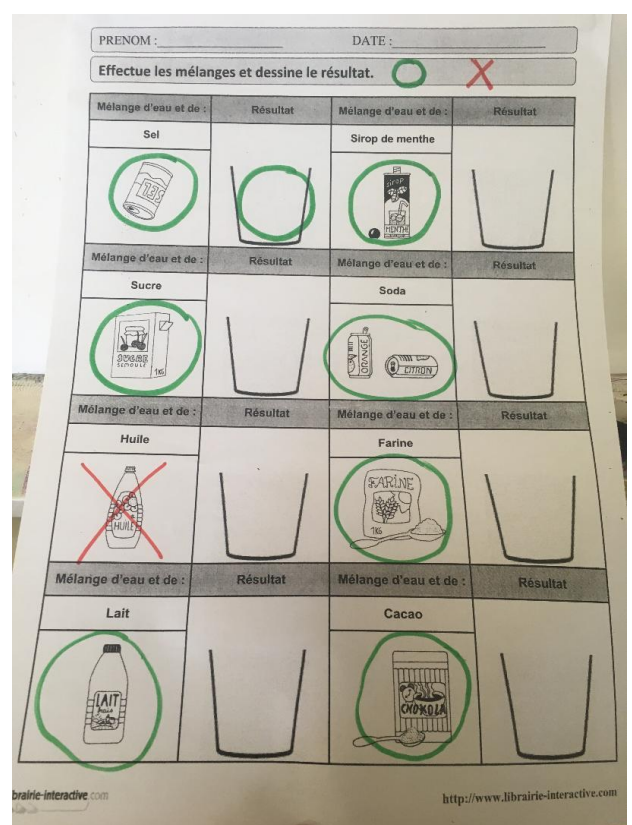 PRENOM :
DATE :
Effectue les mélanges et dessine le résultat.
Mélange d'eau et de :
Résultat
Mélange d'eau et de :
Résultat
Sel
Sirop de menthe
SEL
SIROP
MENTHE
Mélange d'eau et de :
Résultat
Mélange d'eau et de :
Résultat
Sucre
Soda
SUCRE
SEMOULE
1KG
ORANGE
CITRON
Mélange d'eau et de :
Résultat
Mélange d'eau et de :
Résultat
Huile
Farine
HUILE
FARINE
1KG
Mélange d'eau et de :
Résultat
Mélange d'eau et de :
Résultat
Lait
Cacao
LAIT
frais
CHOKOLA
brairie-interactive.com
http://www.librairie-interactive.com